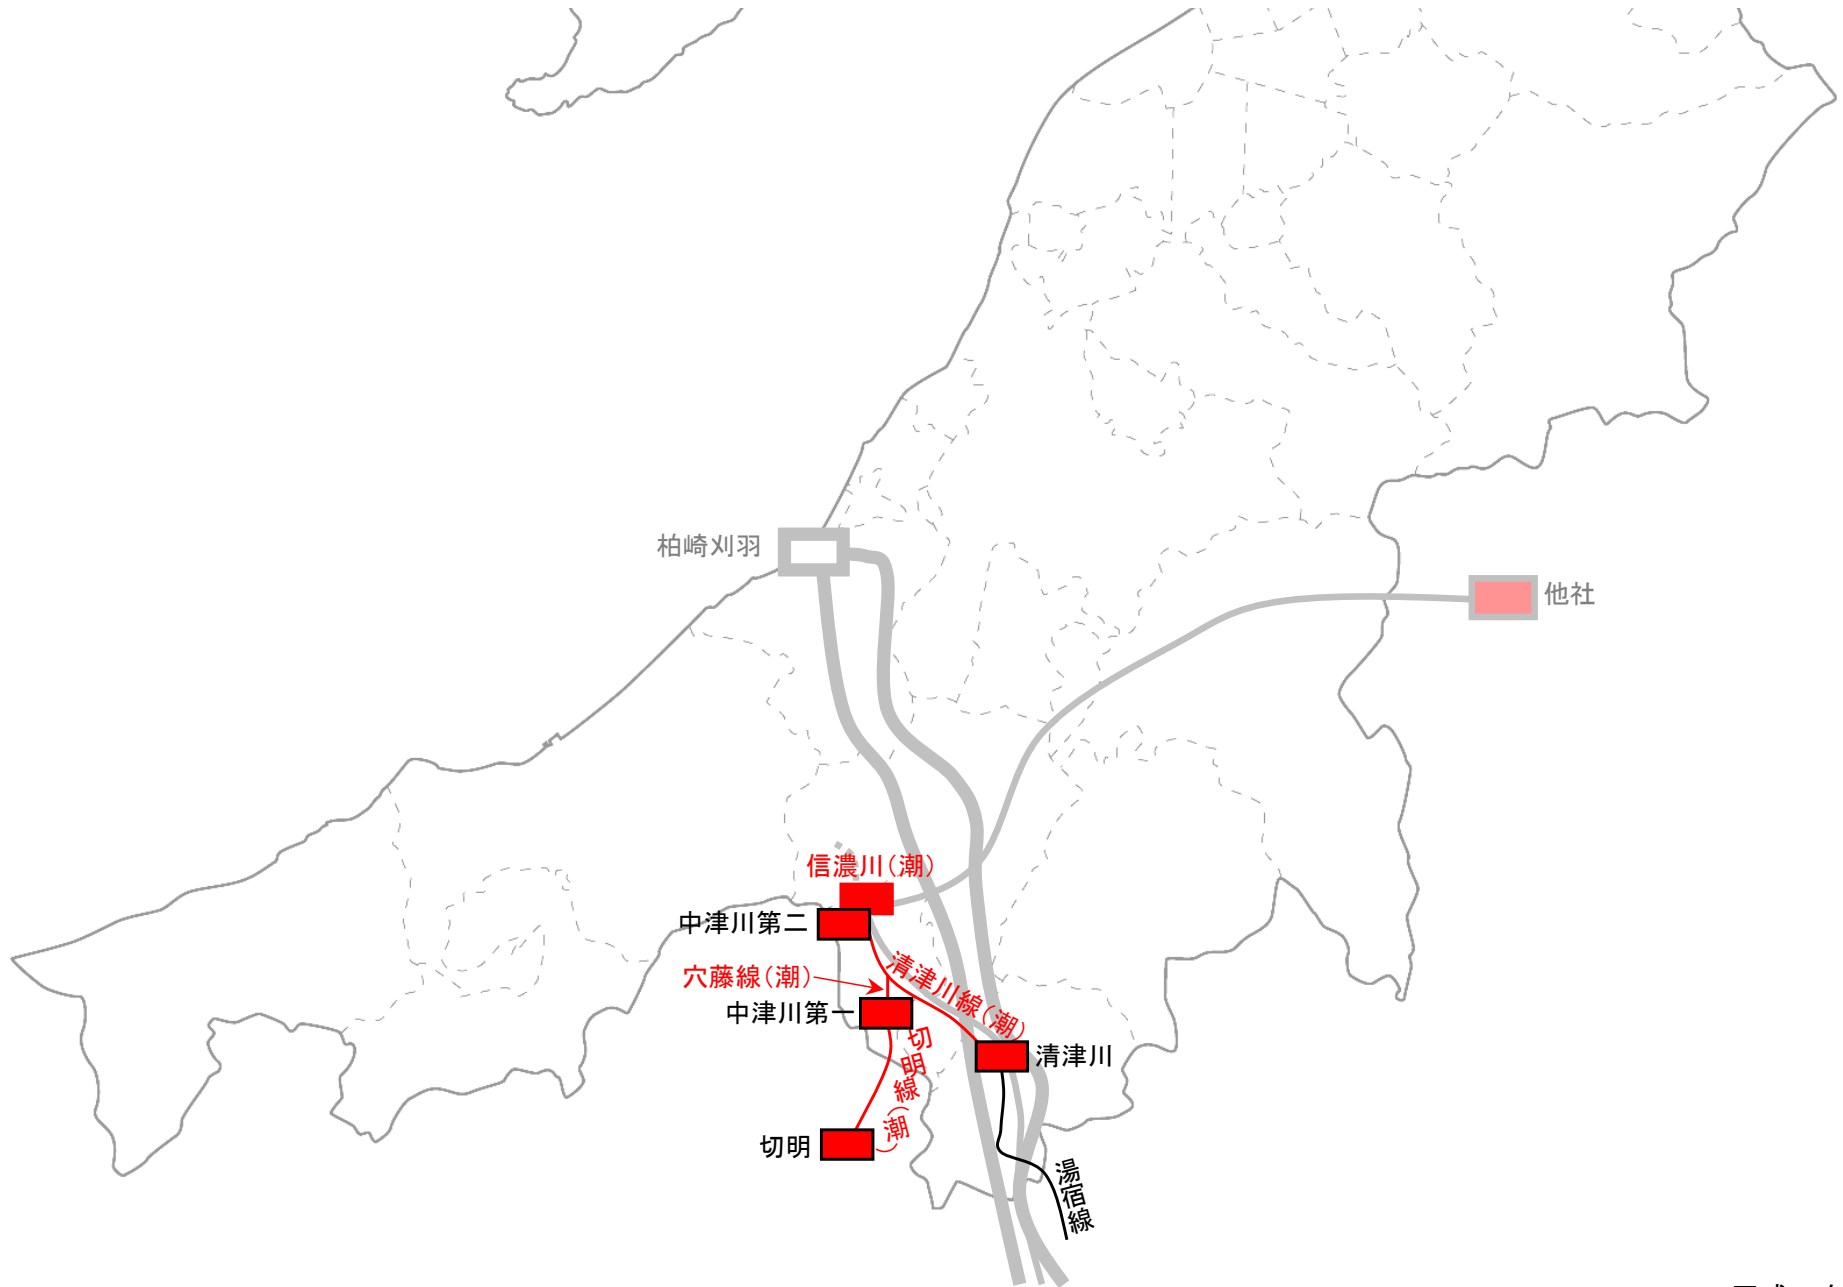 柏崎刈羽
他社
信濃川(潮)
中津川第二
穴藤線(潮)
清津川線(潮)
中津川第一
切明線(潮)
清津川
切明
湯宿線